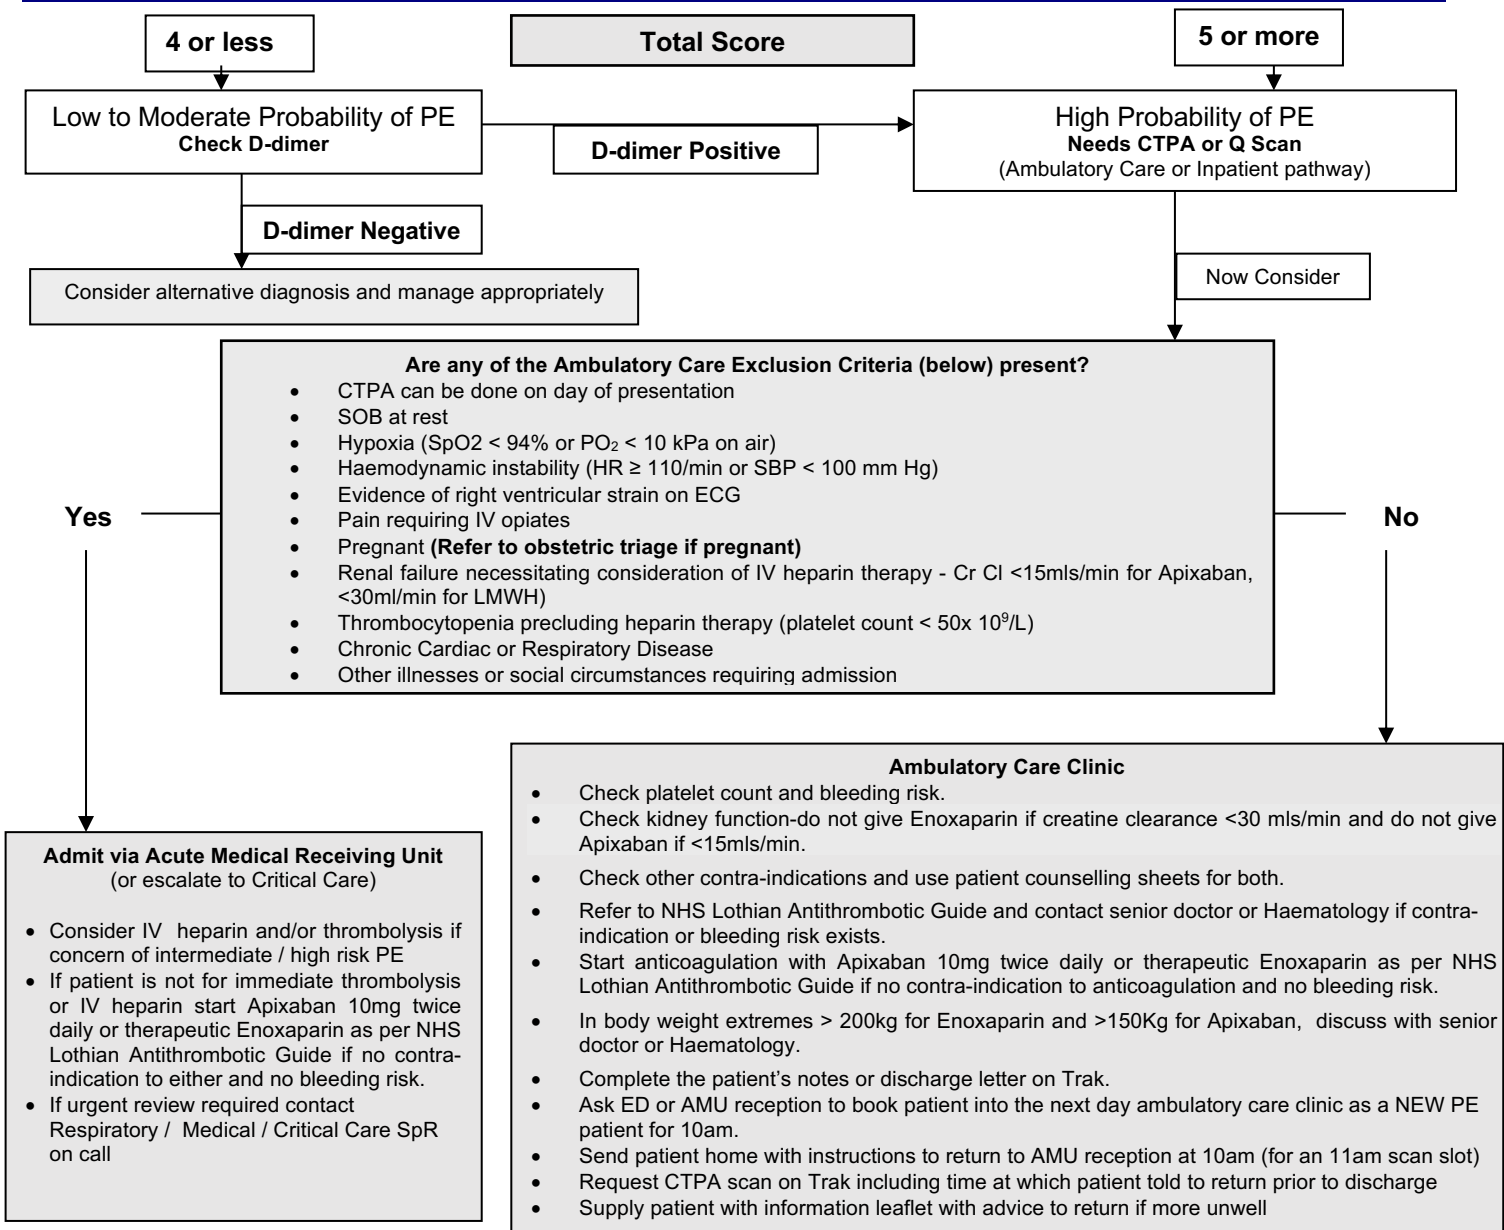 4 or less
Total Score
5 or more
Low to Moderate Probability of PE
Check D-dimer
D-dimer Positive
High Probability of PE
Needs CTPA or Q Scan
(Ambulatory Care or Inpatient pathway)
D-dimer Negative
Now Consider
Consider alternative diagnosis and manage appropriately
Are any of the Ambulatory Care Exclusion Criteria (below) present?
• CTPA can be done on day of presentation
• SOB at rest
• Hypoxia (SpO2 < 94% or PO₂ < 10 kPa on air)
• Haemodynamic instability (HR ≥ 110/min or SBP < 100 mm Hg)
• Evidence of right ventricular strain on ECG
• Pain requiring IV opiates
• Pregnant (Refer to obstetric triage if pregnant)
• Renal failure necessitating consideration of IV heparin therapy - Cr Cl <15mls/min for Apixaban,
<30ml/min for LMWH)
• Thrombocytopenia precluding heparin therapy (platelet count < 50x 10⁹/L)
• Chronic Cardiac or Respiratory Disease
• Other illnesses or social circumstances requiring admission
Yes
No
Admit via Acute Medical Receiving Unit
(or escalate to Critical Care)
• Consider IV heparin and/or thrombolysis if
concern of intermediate / high risk PE
• If patient is not for immediate thrombolysis
or IV heparin start Apixaban 10mg twice
daily or therapeutic Enoxaparin as per NHS
Lothian Antithrombotic Guide if no contra-
indication to either and no bleeding risk.
• If urgent review required contact
Respiratory / Medical / Critical Care SpR
on call
Ambulatory Care Clinic
• Check platelet count and bleeding risk.
• Check kidney function-do not give Enoxaparin if creatine clearance <30 mls/min and do not give
Apixaban if <15mls/min.
• Check other contra-indications and use patient counselling sheets for both.
• Refer to NHS Lothian Antithrombotic Guide and contact senior doctor or Haematology if contra-
indication or bleeding risk exists.
• Start anticoagulation with Apixaban 10mg twice daily or therapeutic Enoxaparin as per NHS
Lothian Antithrombotic Guide if no contra-indication to anticoagulation and no bleeding risk.
• In body weight extremes > 200kg for Enoxaparin and >150Kg for Apixaban, discuss with senior
doctor or Haematology.
• Complete the patient's notes or discharge letter on Trak.
• Ask ED or AMU reception to book patient into the next day ambulatory care clinic as a NEW PE
patient for 10am.
• Send patient home with instructions to return to AMU reception at 10am (for an 11am scan slot)
• Request CTPA scan on Trak including time at which patient told to return prior to discharge
• Supply patient with information leaflet with advice to return if more unwell